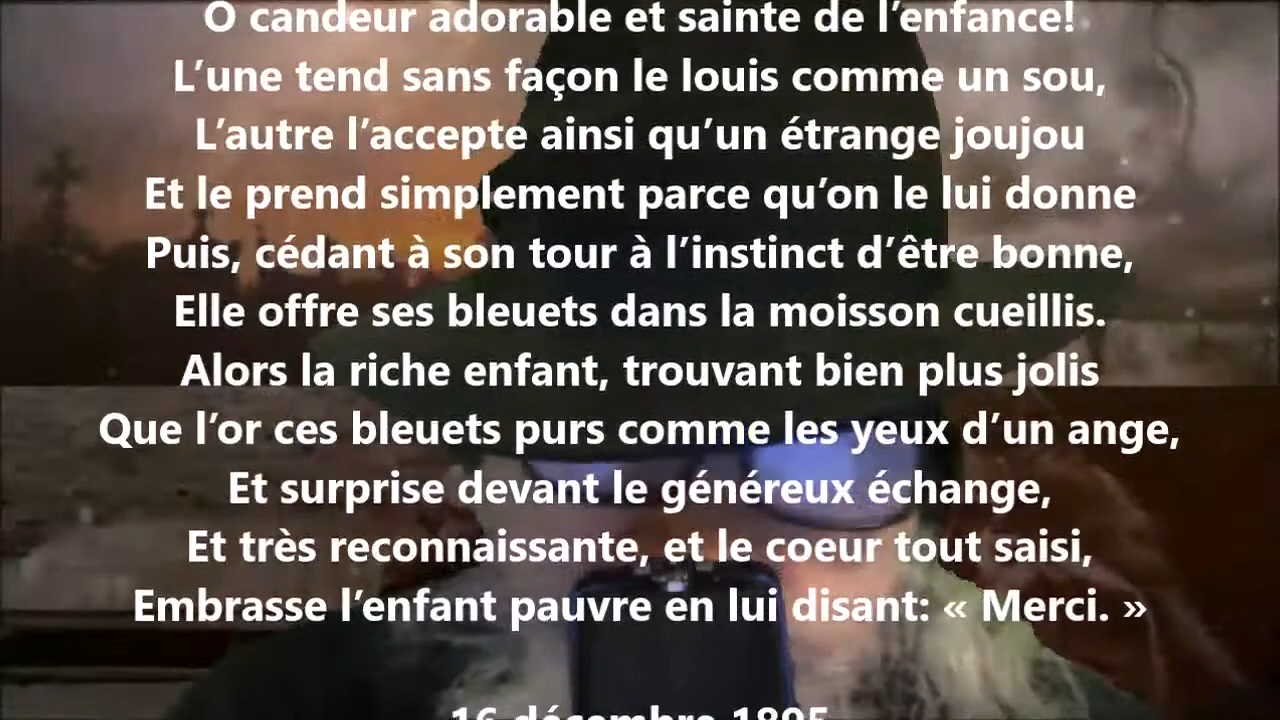 O candeur adorable et sainte de l’enfance!
L’une tend sans façon le louis comme un sou,
L’autre l’accepte ainsi qu’un étrange joujou
Et le prend simplement parce qu’on le lui donne
Puis, cédant à son tour à l’instinct d’être bonne,
Elle offre ses bleuets dans la moisson cueillis.
Alors la riche enfant, trouvant bien plus jolis
Que l’or ces bleuets purs comme les yeux d’un ange,
Et surprise devant le généreux échange,
Et très reconnaissante, et le coeur tout saisi,
Embrasse l’enfant pauvre en lui disant: « Merci. »
16 décembre 1895